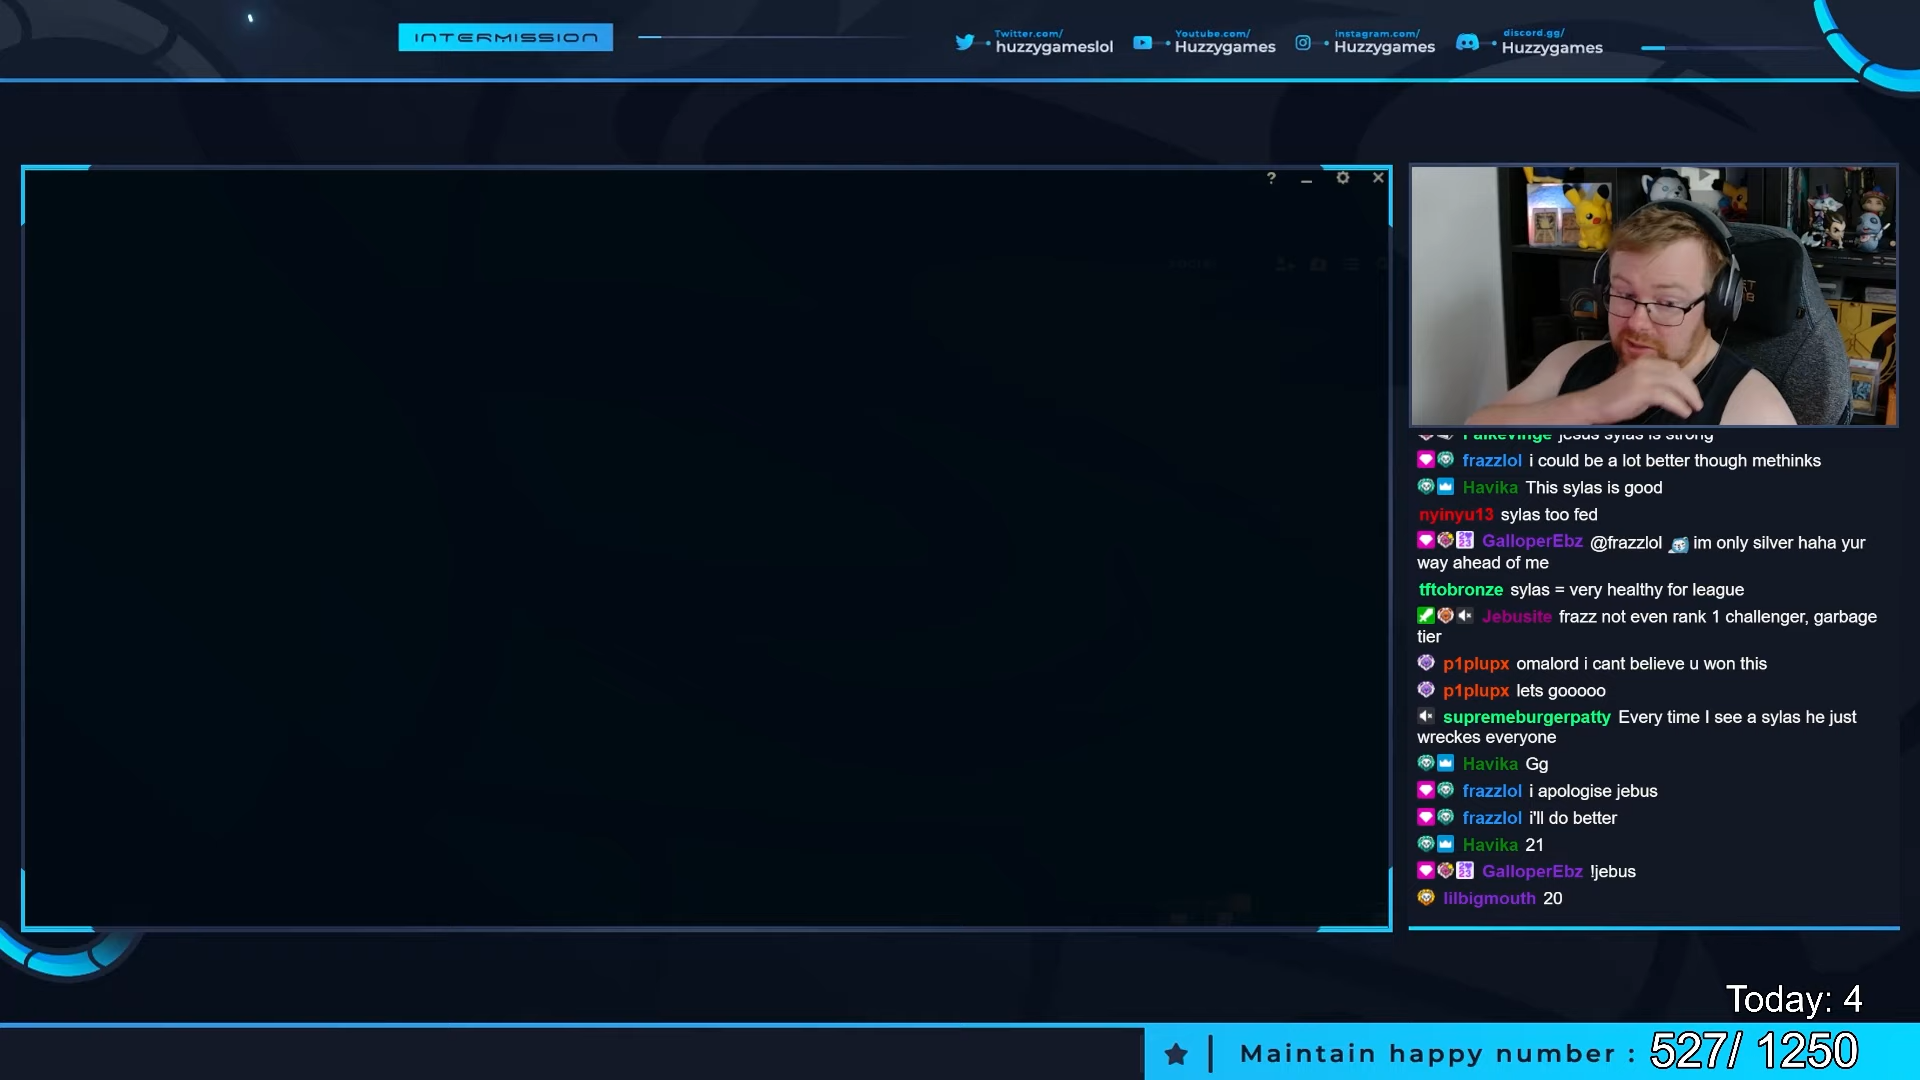 INTERMISSION
Twitter.com/
huzzygameslol
Youtube.com/
Huzzygames
instagram.com/
Huzzygames
discord.gg/
Huzzygames
jesus sylas is strong
frazzlol i could be a lot better though methinks
Havika This sylas is good
nyinyu13 sylas too fed
GalloperEbz @frazzlol im only silver haha yur
way ahead of me
tftobronze sylas = very healthy for league
Jebusite frazz not even rank 1 challenger, garbage
tier
p1plupx omalord i cant believe u won this
p1plupx lets gooooo
supremeburgerpatty Every time I see a sylas he just
wreckes everyone
Havika Gg
frazzlol i apologise jebus
frazzlol i'll do better
Havika 21
GalloperEbz !jebus
lilbigmouth 20
Today: 4
Maintain happy number : 527/ 1250